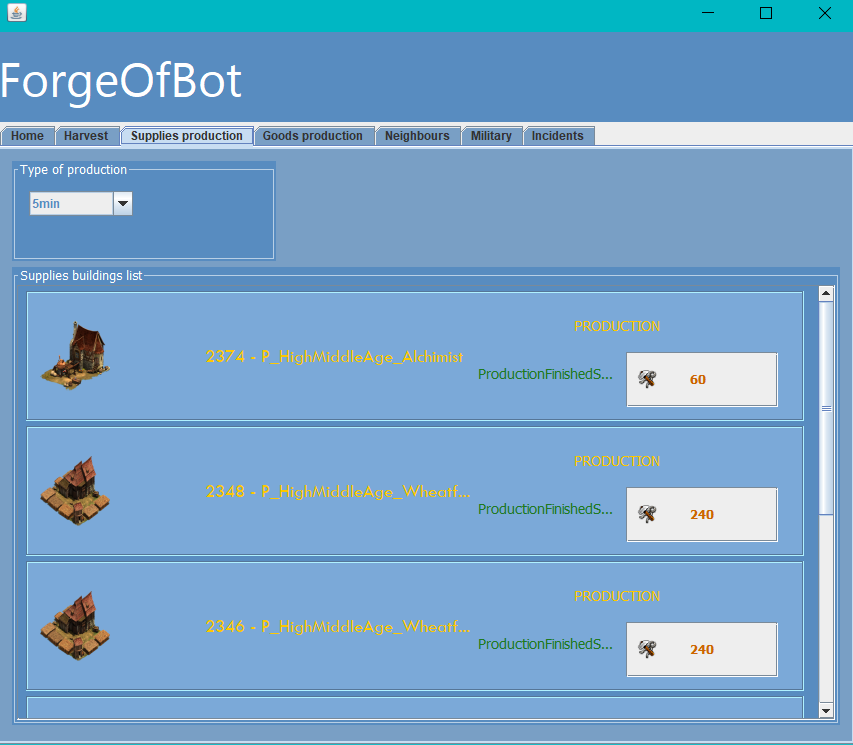 ForgeOfBot
Home Harvest Supplies production Goods production Neighbours Military Incidents
Type of production
5min
Supplies buildings list
PRODUCTION
2374 - P_HighMiddleAge_Alchimist
ProductionFinishedS...
60
PRODUCTION
2348 - P_HighMiddleAge_Wheatf...
ProductionFinishedS...
240
PRODUCTION
2346 - P_HighMiddleAge_Wheatf...
ProductionFinishedS...
240